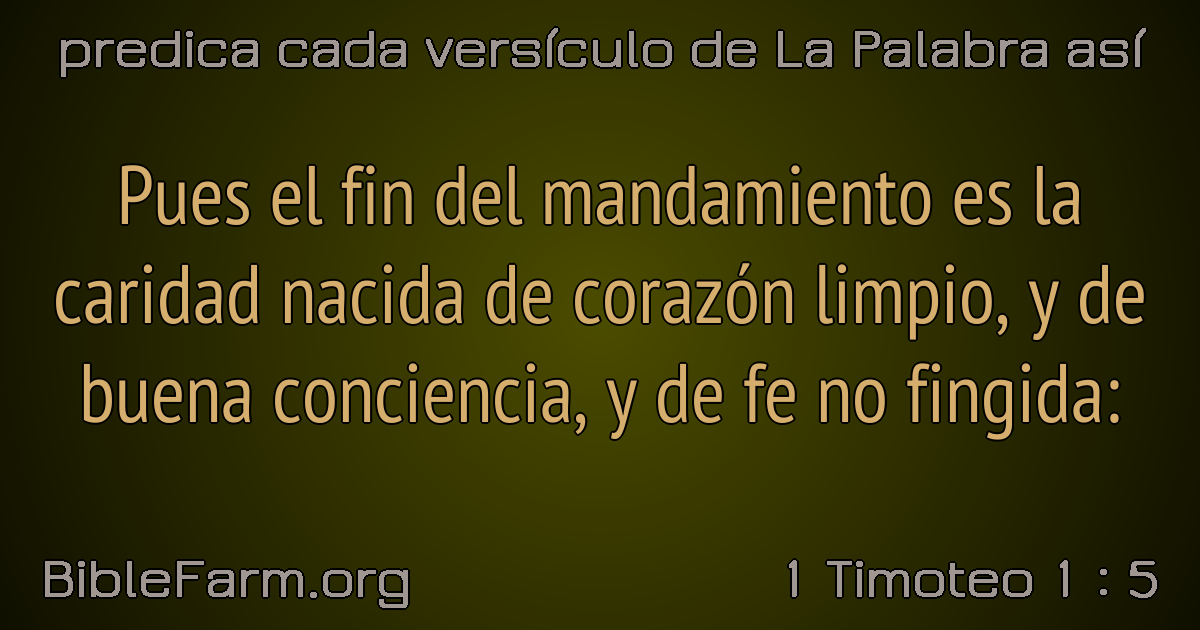 predica cada versículo de La Palabra así
Pues el fin del mandamiento es la
caridad nacida de corazón limpio, y de
buena conciencia, y de fe no fingida:
BibleFarm.org
1 Timoteo 1 : 5